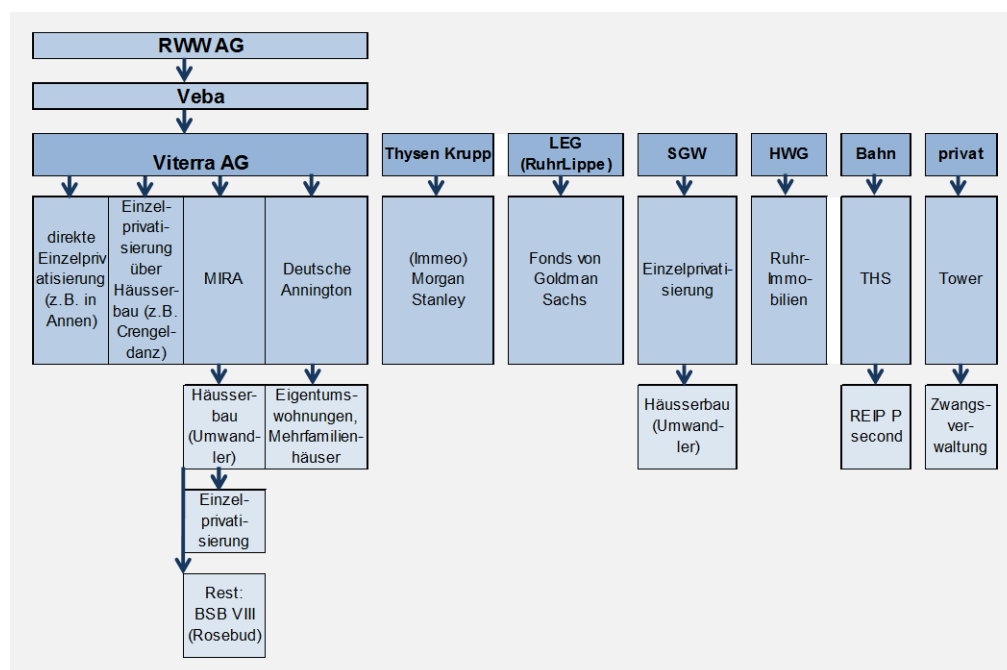 RWW AG
Veba
Viterra AG
Thysen Krupp
LEG
(RuhrLippe)
SGW
HWG
Bahn
privat
direkte
Einzelpriv
atisierung
(z.B. in
Annen)
Einzel-
privati-
sierung
über
Häusser-
bau (z.B.
Crengel-
danz)
MIRA
Deutsche
Annington
(Immeo)
Morgan
Stanley
Fonds von
Goldman
Sachs
Einzelprivati-
sierung
Ruhr-
Immo-
bilien
THS
Tower
Häusser-
bau
(Umwand-
ler)
Eigentums-
wohnungen,
Mehrfamilien-
häuser
Häusserbau
(Umwand-
ler)
REIP P
second
Zwangs-
ver-
waltung
Einzel-
privati-
sierung
Rest:
BSB VIII
(Rosebud)